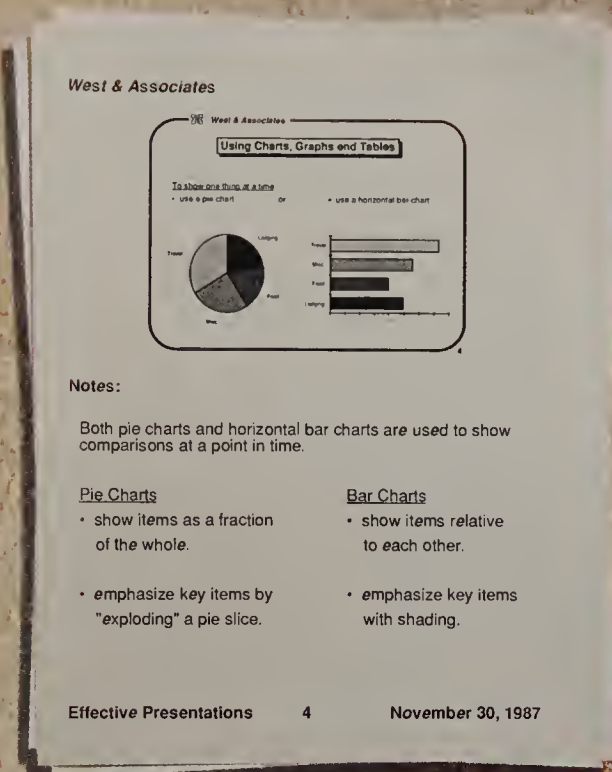 West & Associates
West & Associates
Using Charts, Graphs and Tables
To show one thing at a time
• use a pie chart or • use a horizontal bar chart
Travel
Lodging
Food
Misc
Travel
Misc
Food
Lodging
4
Notes:
Both pie charts and horizontal bar charts are used to show
comparisons at a point in time.
Pie Charts
• show items as a fraction
of the whole.
• emphasize key items by
"exploding" a pie slice.
Bar Charts
• show items relative
to each other.
• emphasize key items
with shading.
Effective Presentations 4 November 30, 1987